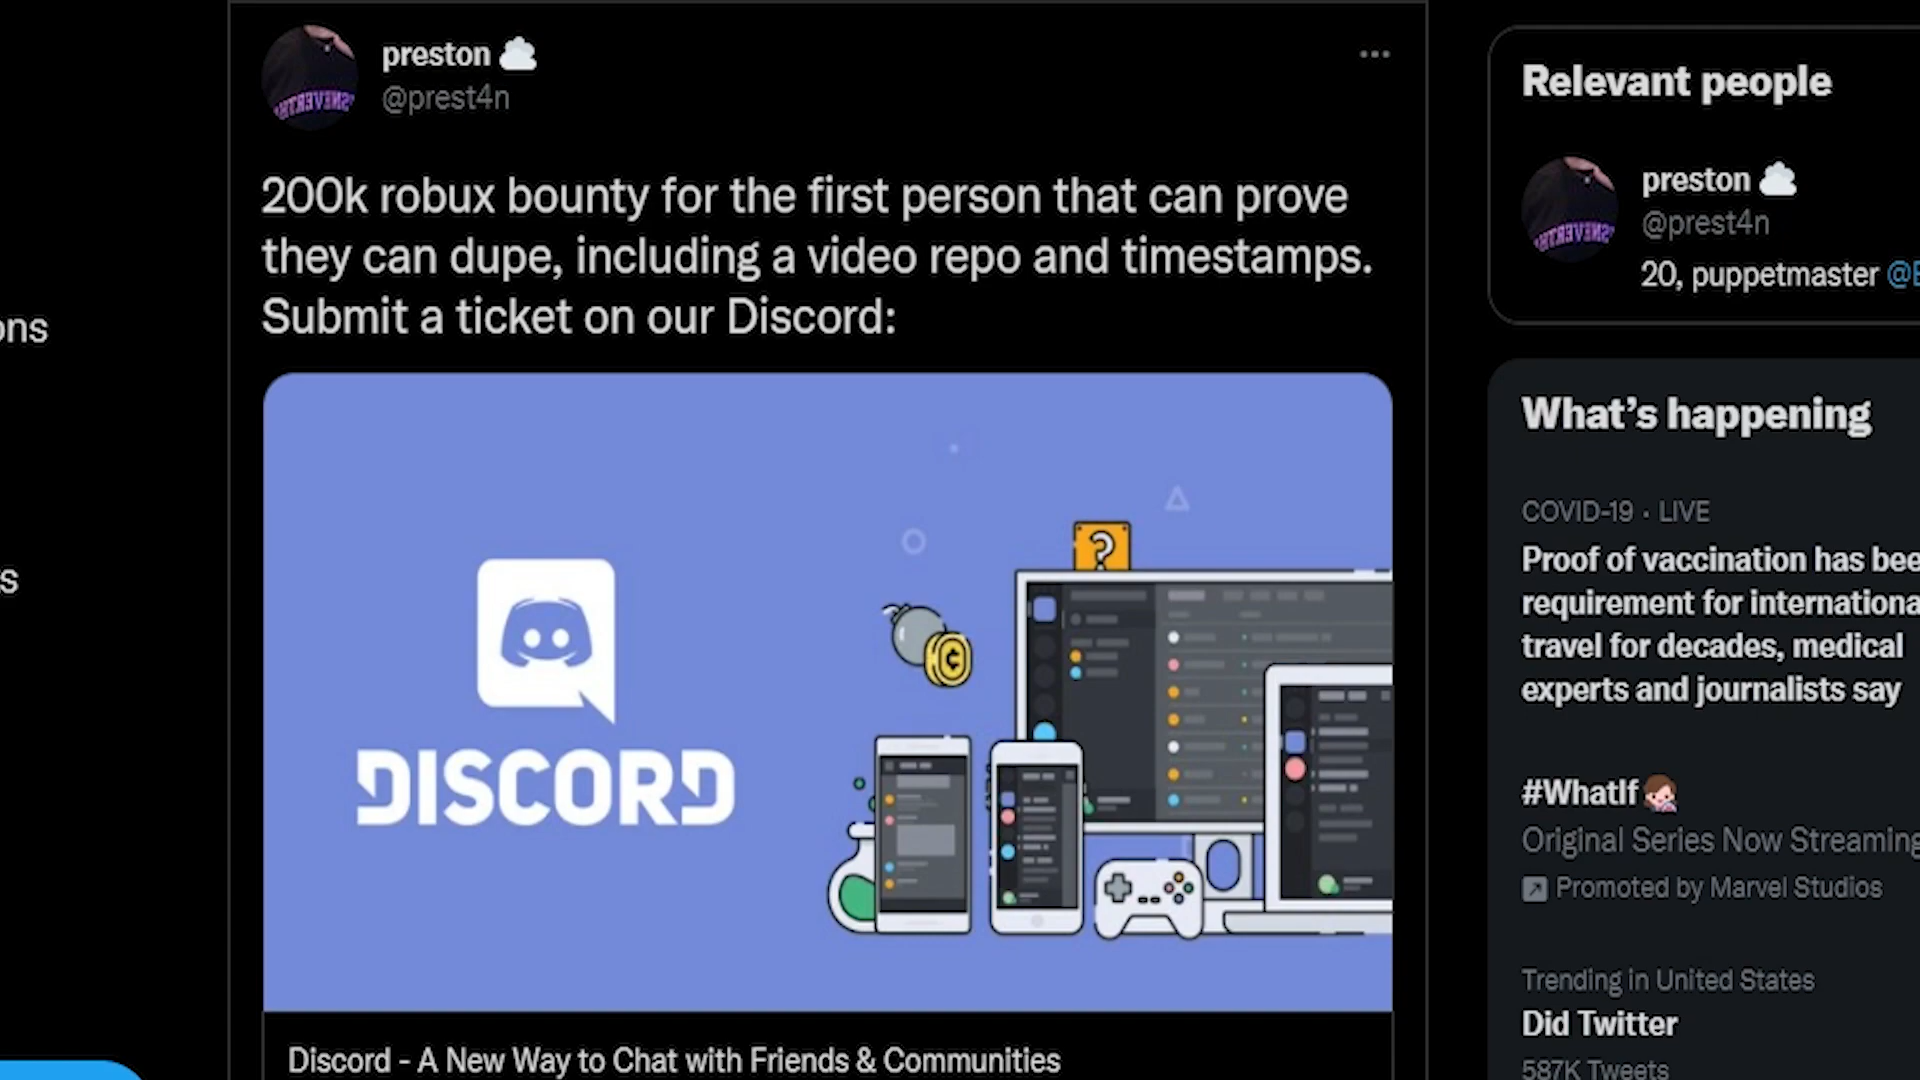 preston
@prest4n
200k robux bounty for the first person that can prove
they can dupe, including a video repo and timestamps.
Submit a ticket on our Discord:
DISCORD
Discord - A New Way to Chat with Friends & Communities
Relevant people
preston
@prest4n
20, puppetmaster @
What's happening
COVID-19 · LIVE
Proof of vaccination has bee
requirement for internationa
travel for decades, medical
experts and journalists say
#WhatIf
Original Series Now Streaming
Promoted by Marvel Studios
Trending in United States
Did Twitter
587K Tweets
ons
s